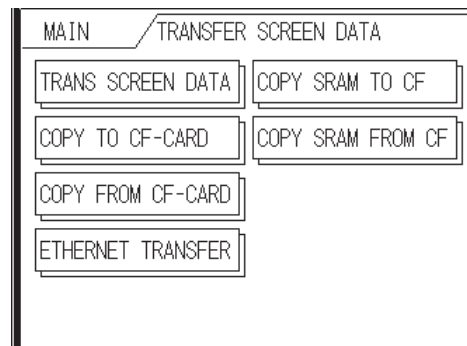 MAIN TRANSFER SCREEN DATA
TRANS SCREEN DATA COPY SRAM TO CF
COPY TO CF-CARD COPY SRAM FROM CF
COPY FROM CF-CARD
ETHERNET TRANSFER